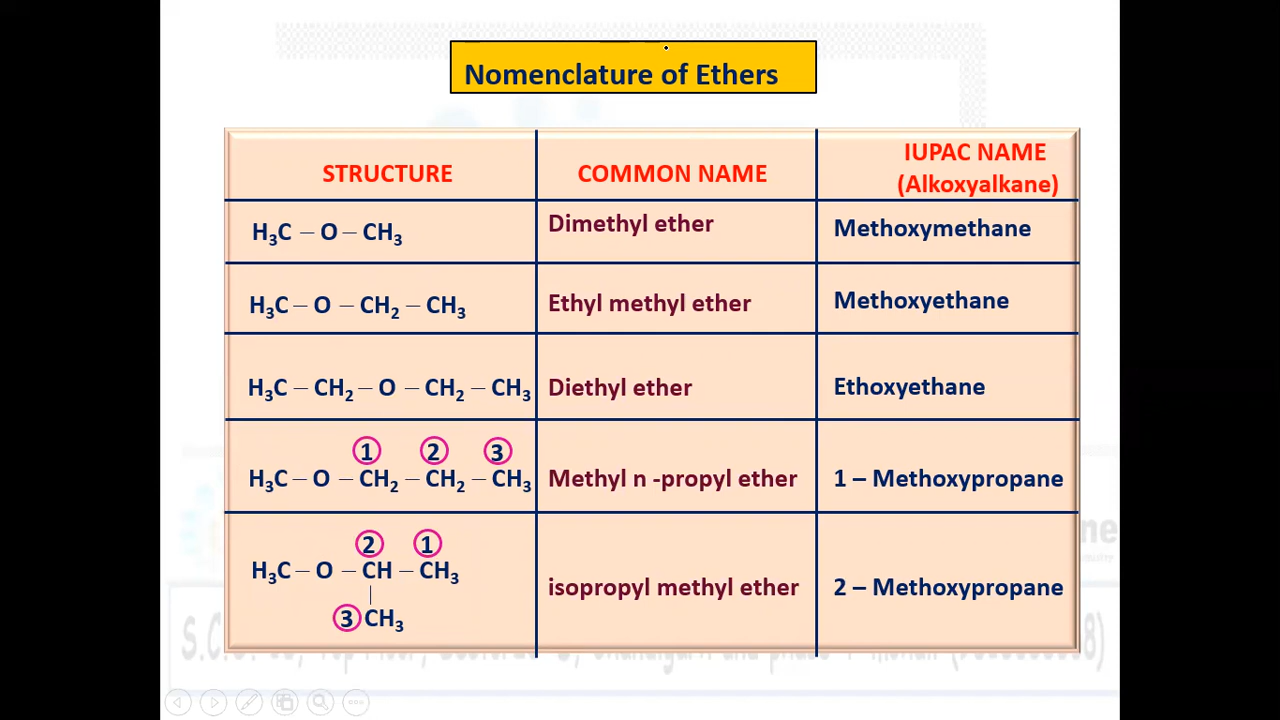 Nomenclature of Ethers
STRUCTURE
COMMON NAME
IUPAC NAME
(Alkoxyalkane)
H₃C – O – CH₃
Dimethyl ether
Methoxymethane
H₃C – O – CH₂ – CH₃
Ethyl methyl ether
Methoxyethane
H₃C – CH₂ – O – CH₂ – CH₃
Diethyl ether
Ethoxyethane
1 2 3
H₃C – O – CH₂ – CH₂ – CH₃
Methyl n -propyl ether
1 – Methoxypropane
2 1
H₃C – O – CH – CH₃
|
3 CH₃
isopropyl methyl ether
2 – Methoxypropane